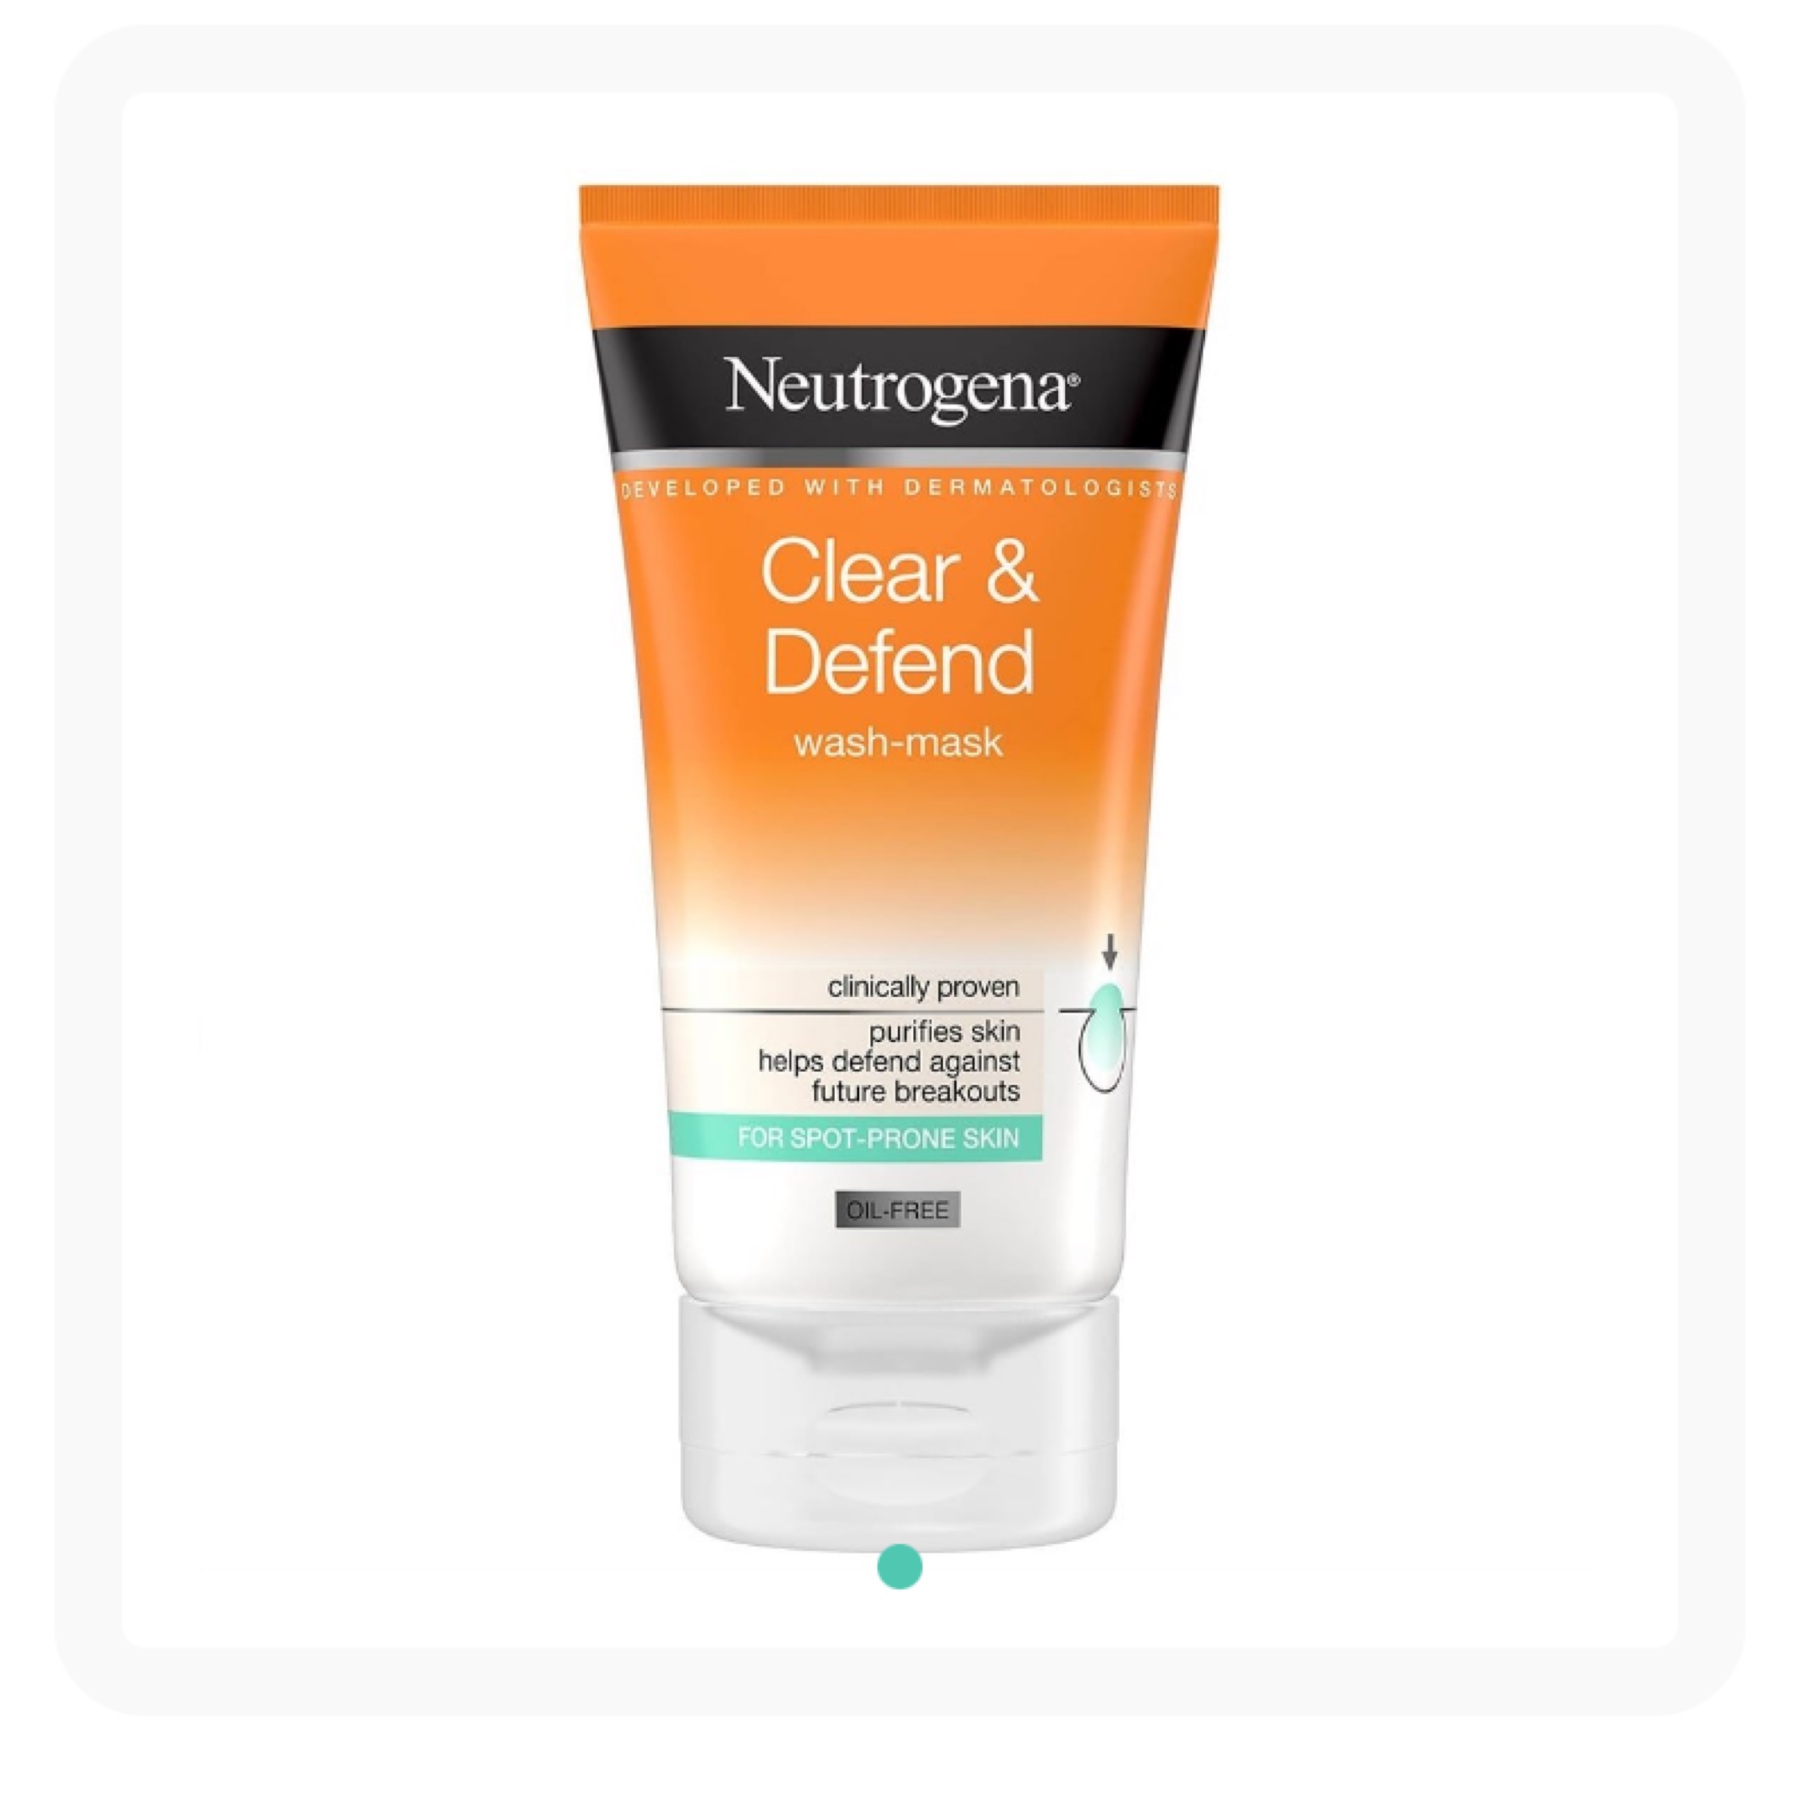 Neutrogena®
DEVELOPED WITH DERMATOLOGISTS
Clear &
Defend
wash-mask
clinically proven
purifies skin
helps defend against
future breakouts
FOR SPOT-PRONE SKIN
OIL-FREE